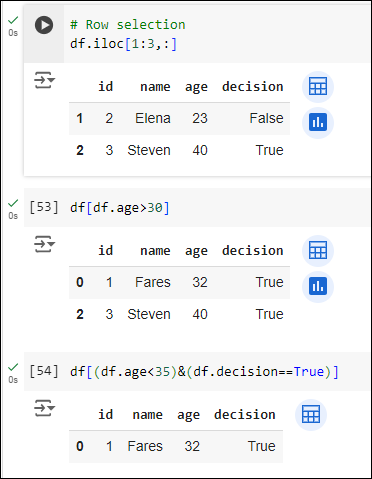 # Row selection
0s
df.iloc[1:3,:]
id name age decision
1 2 Elena 23 False
2 3 Steven 40 True
[53] df[df.age>30]
0s
id name age decision
0 1 Fares 32 True
2 3 Steven 40 True
[54] df[(df.age<35)&(df.decision==True)]
0s
id name age decision
0 1 Fares 32 True